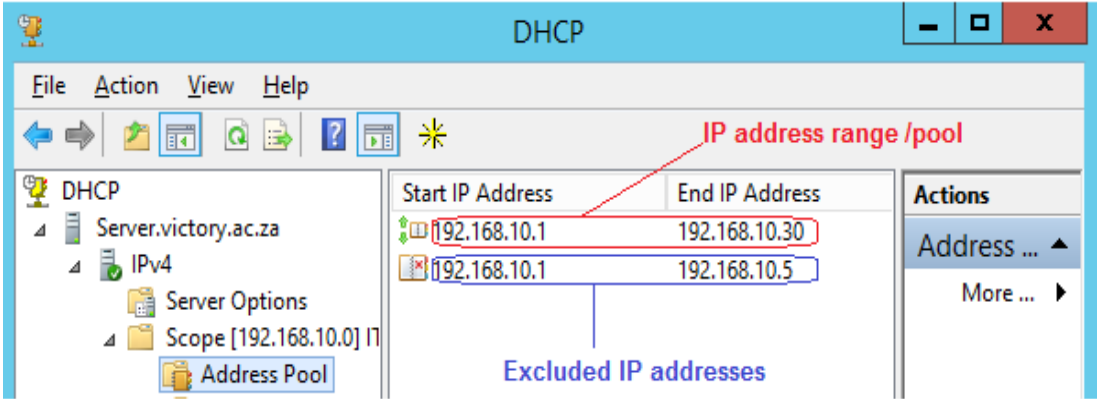 DHCP
File Action View Help
IP address range /pool
DHCP
Server.victory.ac.za
IPv4
Server Options
Scope [192.168.10.0] IT
Address Pool
Start IP Address End IP Address
192.168.10.1 192.168.10.30
192.168.10.1 192.168.10.5
Excluded IP addresses
Actions
Address ...
More ...